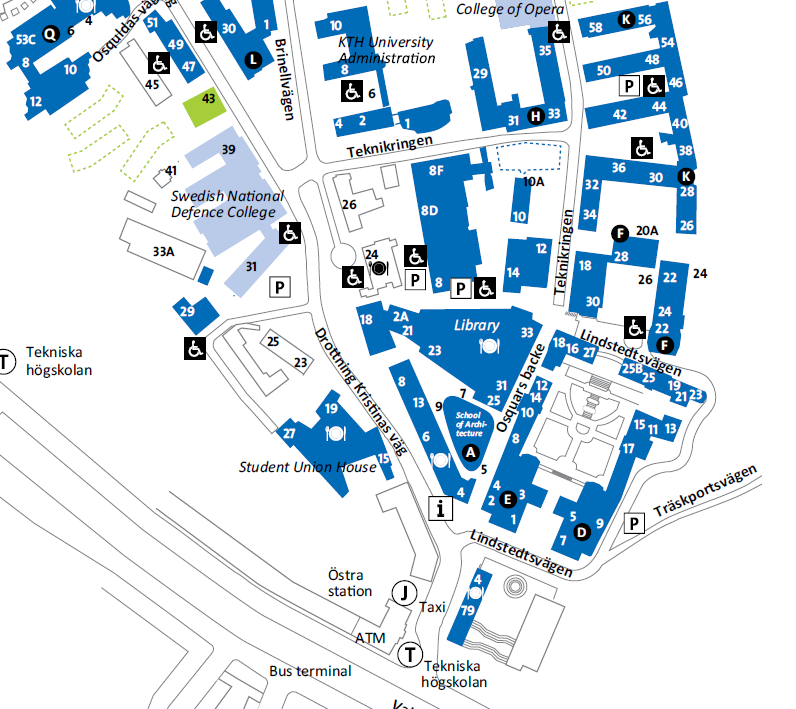 College of Opera
53C
Q
6
4
8
10
12
Osquldas väg
51
49
47
45
43
30
1
L
Brinellvägen
10
KTH University
Administration
8
6
4
2
1
29
35
31
H
33
58
K
56
54
50
48
P
46
44
42
40
38
36
30
K
32
28
34
26
Teknikringen
39
41
Swedish National
Defence College
33A
31
P
29
26
24
8F
8D
8
P
P
10A
10
12
14
Teknikringen
F
20A
28
18
30
26
22
24
24
22
F
18
2A
21
Library
23
33
31
25
Lindstedtsvägen
18
16
27
25B
25
19
21
23
25
23
Drottning Kristinas väg
8
13
6
4
9
7
School
of Archi-
tecture
A
5
Osquars backe
12
14
10
8
4
2
E
3
1
15
11
13
17
5
9
D
7
P
Träskportsvägen
T
Tekniska
högskolan
19
27
15
Student Union House
i
Lindstedtsvägen
Östra
station
J
Taxi
4
79
ATM
T
Tekniska
högskolan
Bus terminal